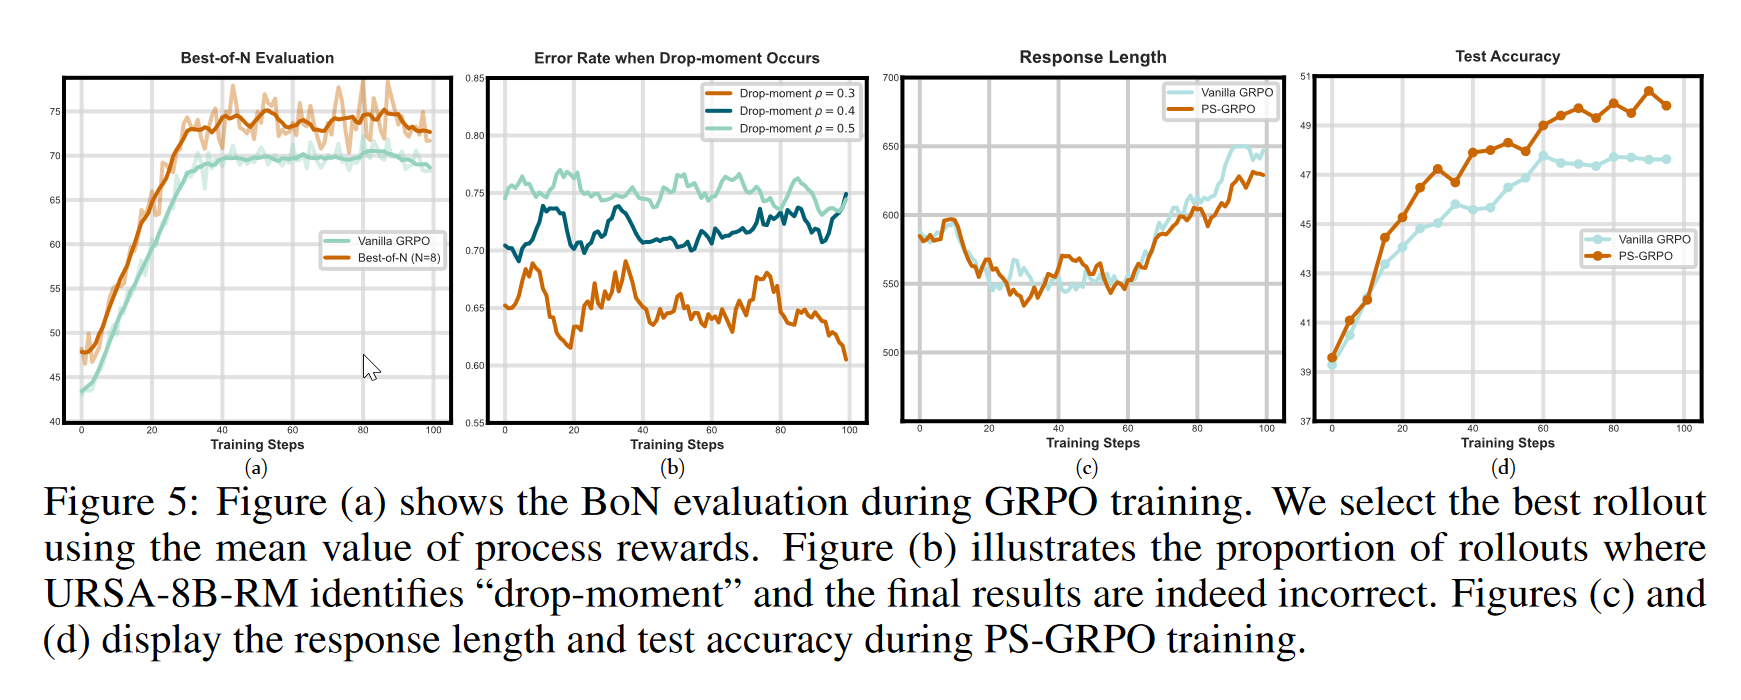 Best-of-N Evaluation
75
70
65
60
55
50
45
40
Vanilla GRPO
Best-of-N (N=8)
0 20 40 60 80 100
Training Steps
(a)
Error Rate when Drop-moment Occurs
0.85
0.80
0.75
0.70
0.65
0.60
0.55
Drop-moment ρ = 0.3
Drop-moment ρ = 0.4
Drop-moment ρ = 0.5
0 20 40 60 80 100
Training Steps
(b)
Response Length
700
650
600
550
500
Vanilla GRPO
PS-GRPO
0 20 40 60 80 100
Training Steps
(c)
Test Accuracy
51
49
47
45
43
41
39
37
Vanilla GRPO
PS-GRPO
0 20 40 60 80 100
Training Steps
(d)
Figure 5: Figure (a) shows the BoN evaluation during GRPO training. We select the best rollout
using the mean value of process rewards. Figure (b) illustrates the proportion of rollouts where
URSA-8B-RM identifies “drop-moment” and the final results are indeed incorrect. Figures (c) and
(d) display the response length and test accuracy during PS-GRPO training.